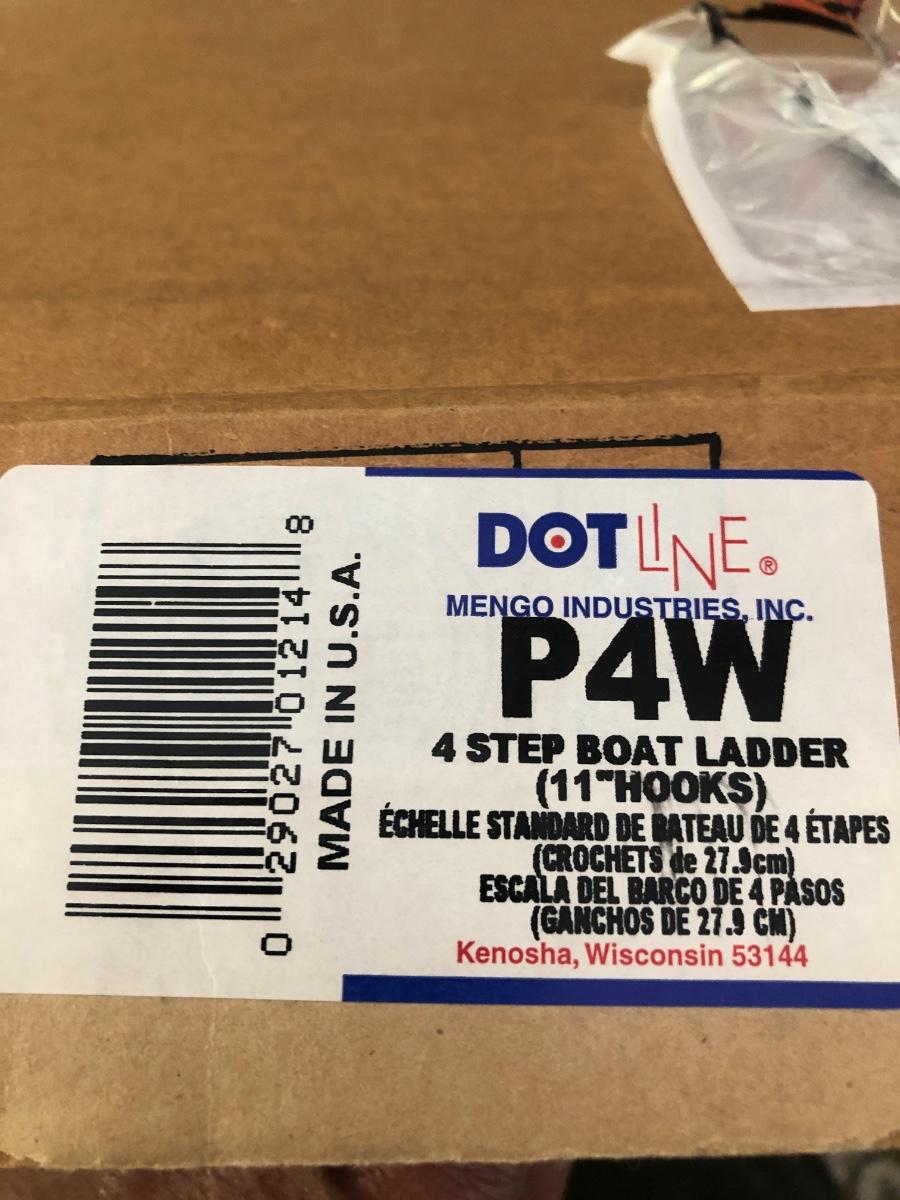 0 29027 01214 8
MADE IN U.S.A.
DOTLINE®
MENGO INDUSTRIES, INC.
P4W
4 STEP BOAT LADDER
(11"HOOKS)
ÉCHELLE STANDARD DE BATEAU DE 4 ÉTAPES
(CROCHETS de 27.9cm)
ESCALA DEL BARCO DE 4 PASOS
(GANCHOS DE 27.9 CM)
Kenosha, Wisconsin 53144